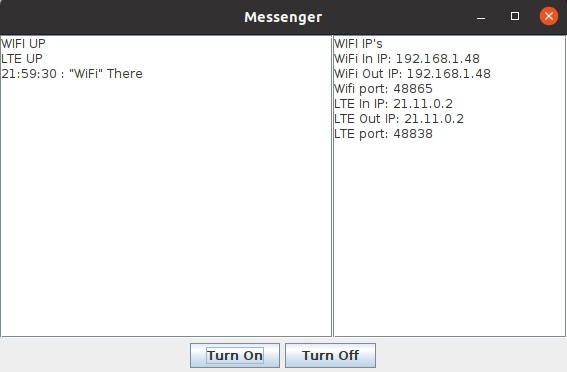 Messenger
WIFI UP
LTE UP
21:59:30 : "WiFi" There
WIFI IP's
WiFi In IP: 192.168.1.48
WiFi Out IP: 192.168.1.48
Wifi port: 48865
LTE In IP: 21.11.0.2
LTE Out IP: 21.11.0.2
LTE port: 48838
Turn On
Turn Off